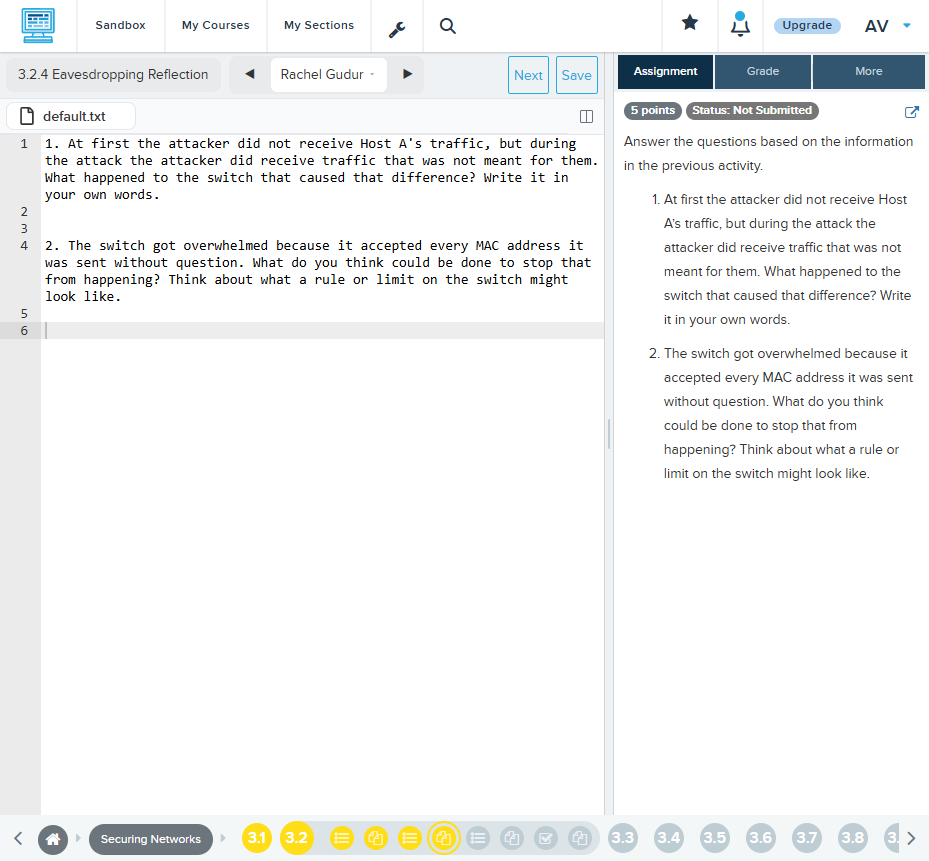 Sandbox
My Courses
My Sections
Upgrade
AV
3.2.4 Eavesdropping Reflection
Rachel Gudur
Next
Save
default.txt
1 1. At first the attacker did not receive Host A's traffic, but during
the attack the attacker did receive traffic that was not meant for them.
What happened to the switch that caused that difference? Write it in
your own words.
2
3
4 2. The switch got overwhelmed because it accepted every MAC address it
was sent without question. What do you think could be done to stop that
from happening? Think about what a rule or limit on the switch might
look like.
5
6
Assignment
Grade
More
5 points
Status: Not Submitted
Answer the questions based on the information
in the previous activity.
1. At first the attacker did not receive Host
A's traffic, but during the attack the
attacker did receive traffic that was not
meant for them. What happened to the
switch that caused that difference? Write
it in your own words.
2. The switch got overwhelmed because it
accepted every MAC address it was sent
without question. What do you think
could be done to stop that from
happening? Think about what a rule or
limit on the switch might look like.
Securing Networks
3.1
3.2
3.3
3.4
3.5
3.6
3.7
3.8
3.